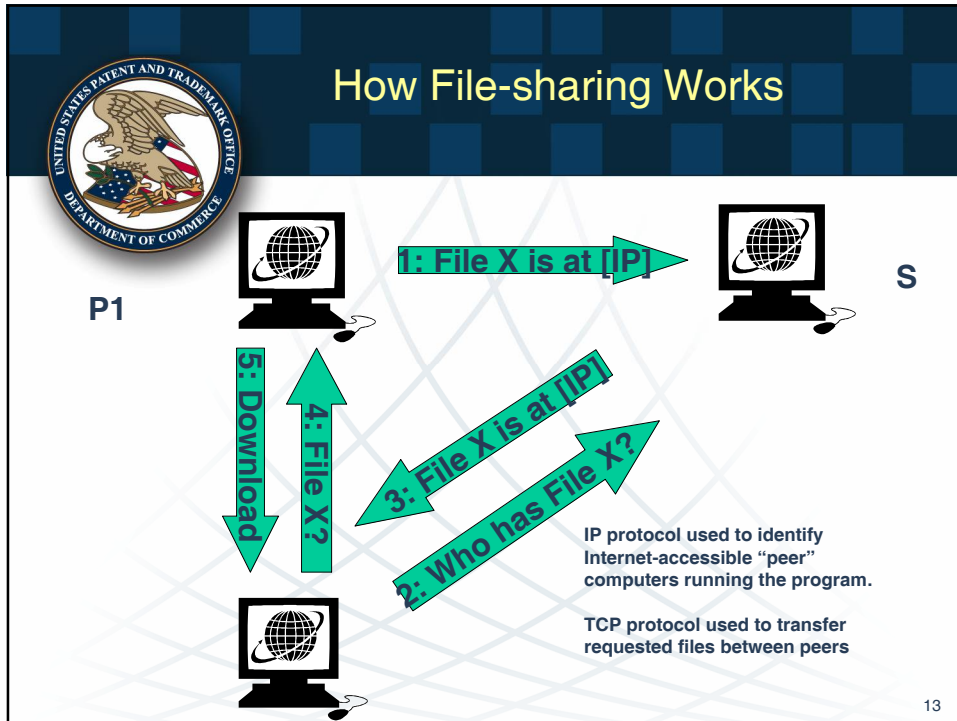 How File-sharing Works
UNITED STATES PATENT AND TRADEMARK OFFICE
DEPARTMENT OF COMMERCE
P1
1: File X is at [IP]
S
5: Download
4: File X?
3: File X is at [IP]
2: Who has File X?
IP protocol used to identify
Internet-accessible “peer”
computers running the program.
TCP protocol used to transfer
requested files between peers
13